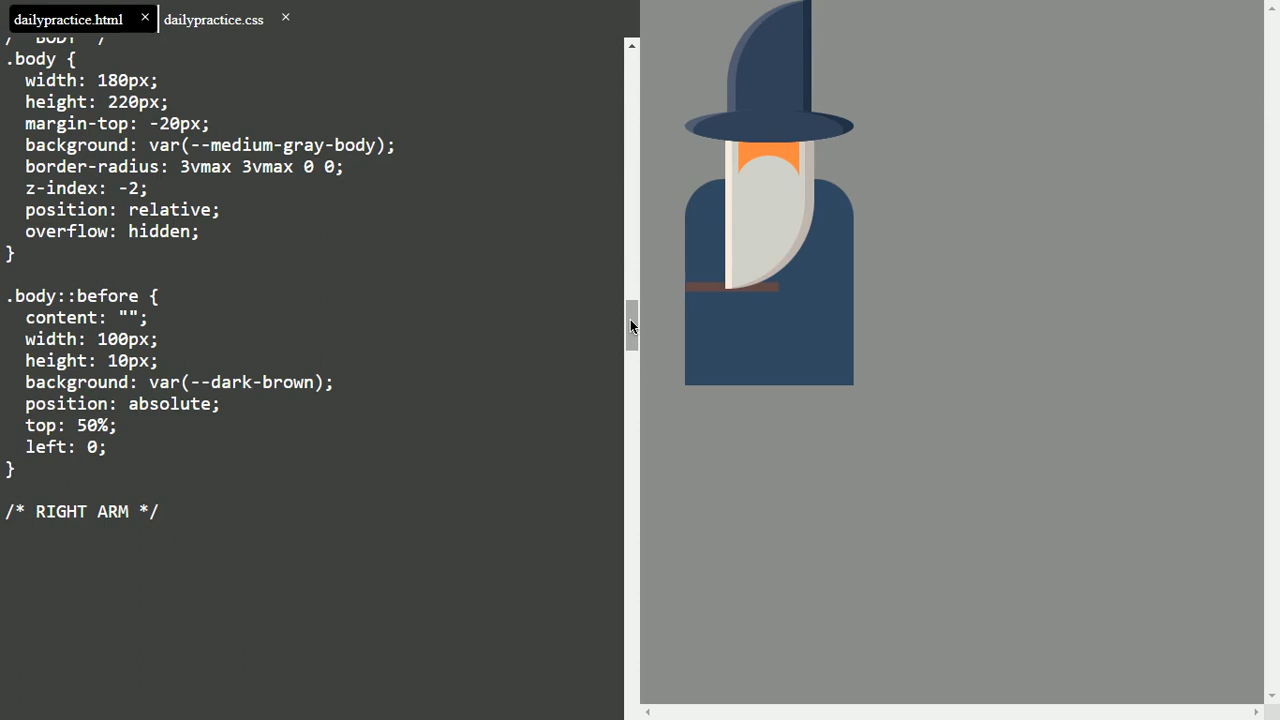 dailypractice.html × dailypractice.css ×
/* BODY */
.body {
width: 180px;
height: 220px;
margin-top: -20px;
background: var(--medium-gray-body);
border-radius: 3vmax 3vmax 0 0;
z-index: -2;
position: relative;
overflow: hidden;
}
.body::before {
content: "";
width: 100px;
height: 10px;
background: var(--dark-brown);
position: absolute;
top: 50%;
left: 0;
}
/* RIGHT ARM */